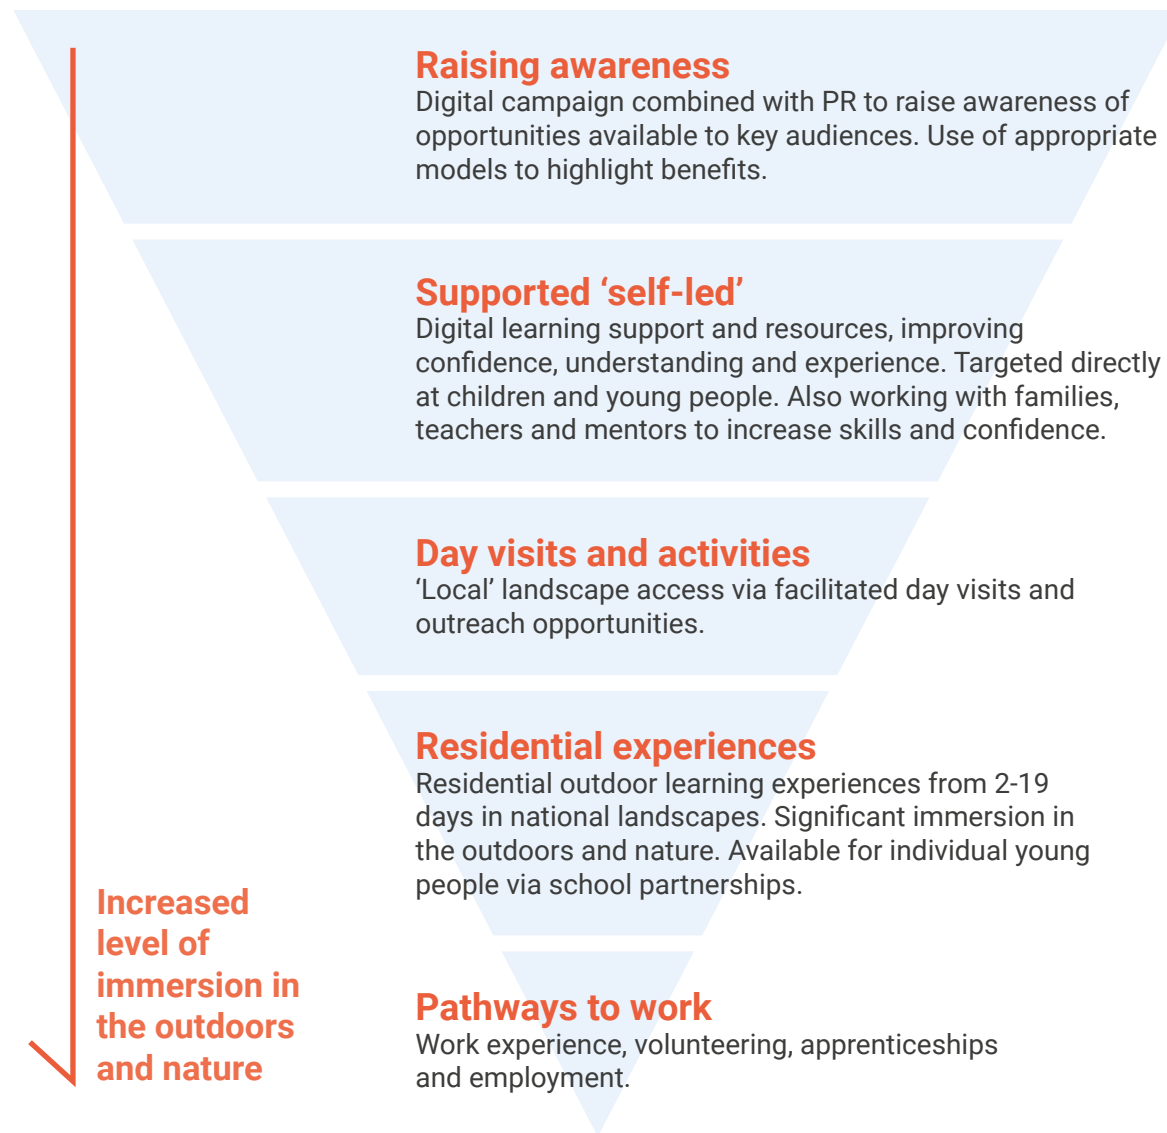 Raising awareness
Digital campaign combined with PR to raise awareness of
opportunities available to key audiences. Use of appropriate
models to highlight benefits.
Supported ‘self-led’
Digital learning support and resources, improving
confidence, understanding and experience. Targeted directly
at children and young people. Also working with families,
teachers and mentors to increase skills and confidence.
Day visits and activities
‘Local’ landscape access via facilitated day visits and
outreach opportunities.
Residential experiences
Residential outdoor learning experiences from 2-19
days in national landscapes. Significant immersion in
the outdoors and nature. Available for individual young
people via school partnerships.
Increased
level of
immersion in
the outdoors
and nature
Pathways to work
Work experience, volunteering, apprenticeships
and employment.